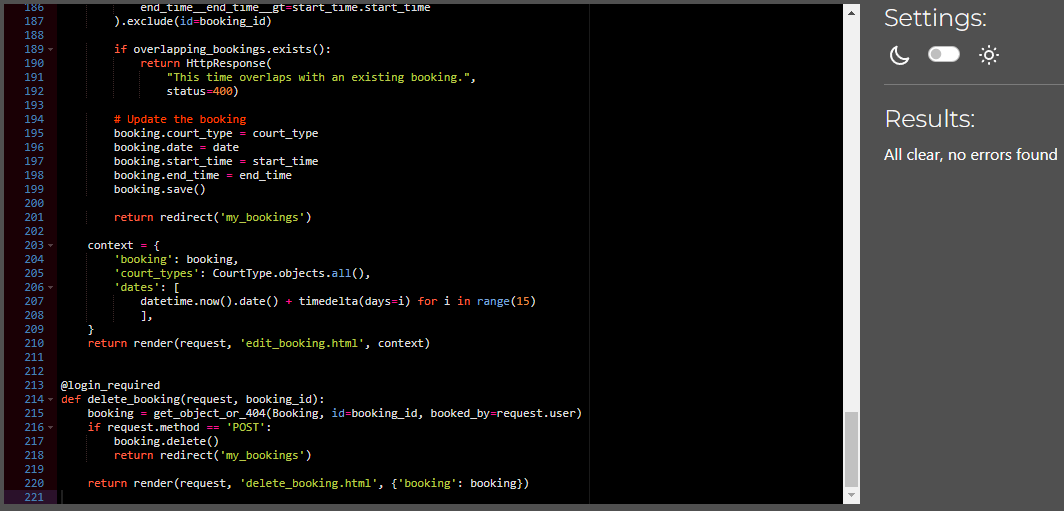 186             end_time__end_time__gt=start_time.start_time
187         ).exclude(id=booking_id)
188
189         if overlapping_bookings.exists():
190             return HttpResponse(
191                 "This time overlaps with an existing booking.",
192                 status=400)
193
194         # Update the booking
195         booking.court_type = court_type
196         booking.date = date
197         booking.start_time = start_time
198         booking.end_time = end_time
199         booking.save()
200
201         return redirect('my_bookings')
202
203     context = {
204         'booking': booking,
205         'court_types': CourtType.objects.all(),
206         'dates': [
207             datetime.now().date() + timedelta(days=i) for i in range(15)
208             ],
209     }
210     return render(request, 'edit_booking.html', context)
211
212
213 @login_required
214 def delete_booking(request, booking_id):
215     booking = get_object_or_404(Booking, id=booking_id, booked_by=request.user)
216     if request.method == 'POST':
217         booking.delete()
218         return redirect('my_bookings')
219
220     return render(request, 'delete_booking.html', {'booking': booking})
221
Settings:
Results:
All clear, no errors found